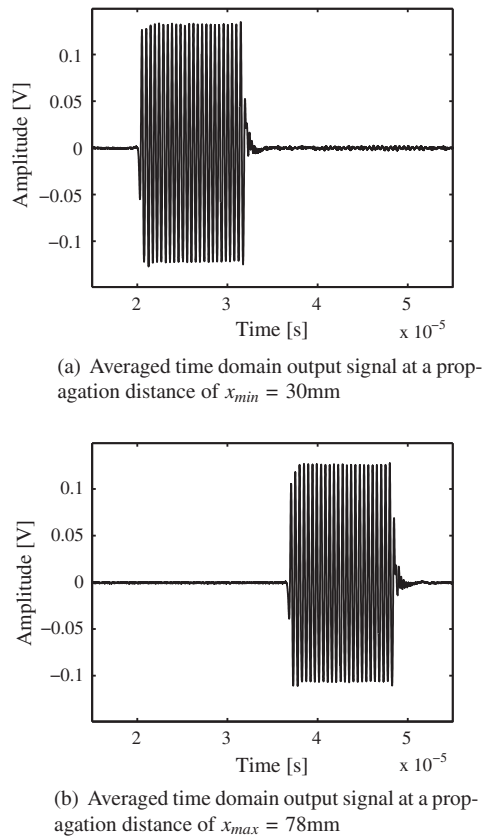 0.1
0.05
0
−0.05
−0.1
Amplitude [V]
2 3 4 5
Time [s]
x 10⁻⁵
(a) Averaged time domain output signal at a prop-
agation distance of x_min = 30mm
0.1
0.05
0
−0.05
−0.1
Amplitude [V]
2 3 4 5
Time [s]
x 10⁻⁵
(b) Averaged time domain output signal at a prop-
agation distance of x_max = 78mm